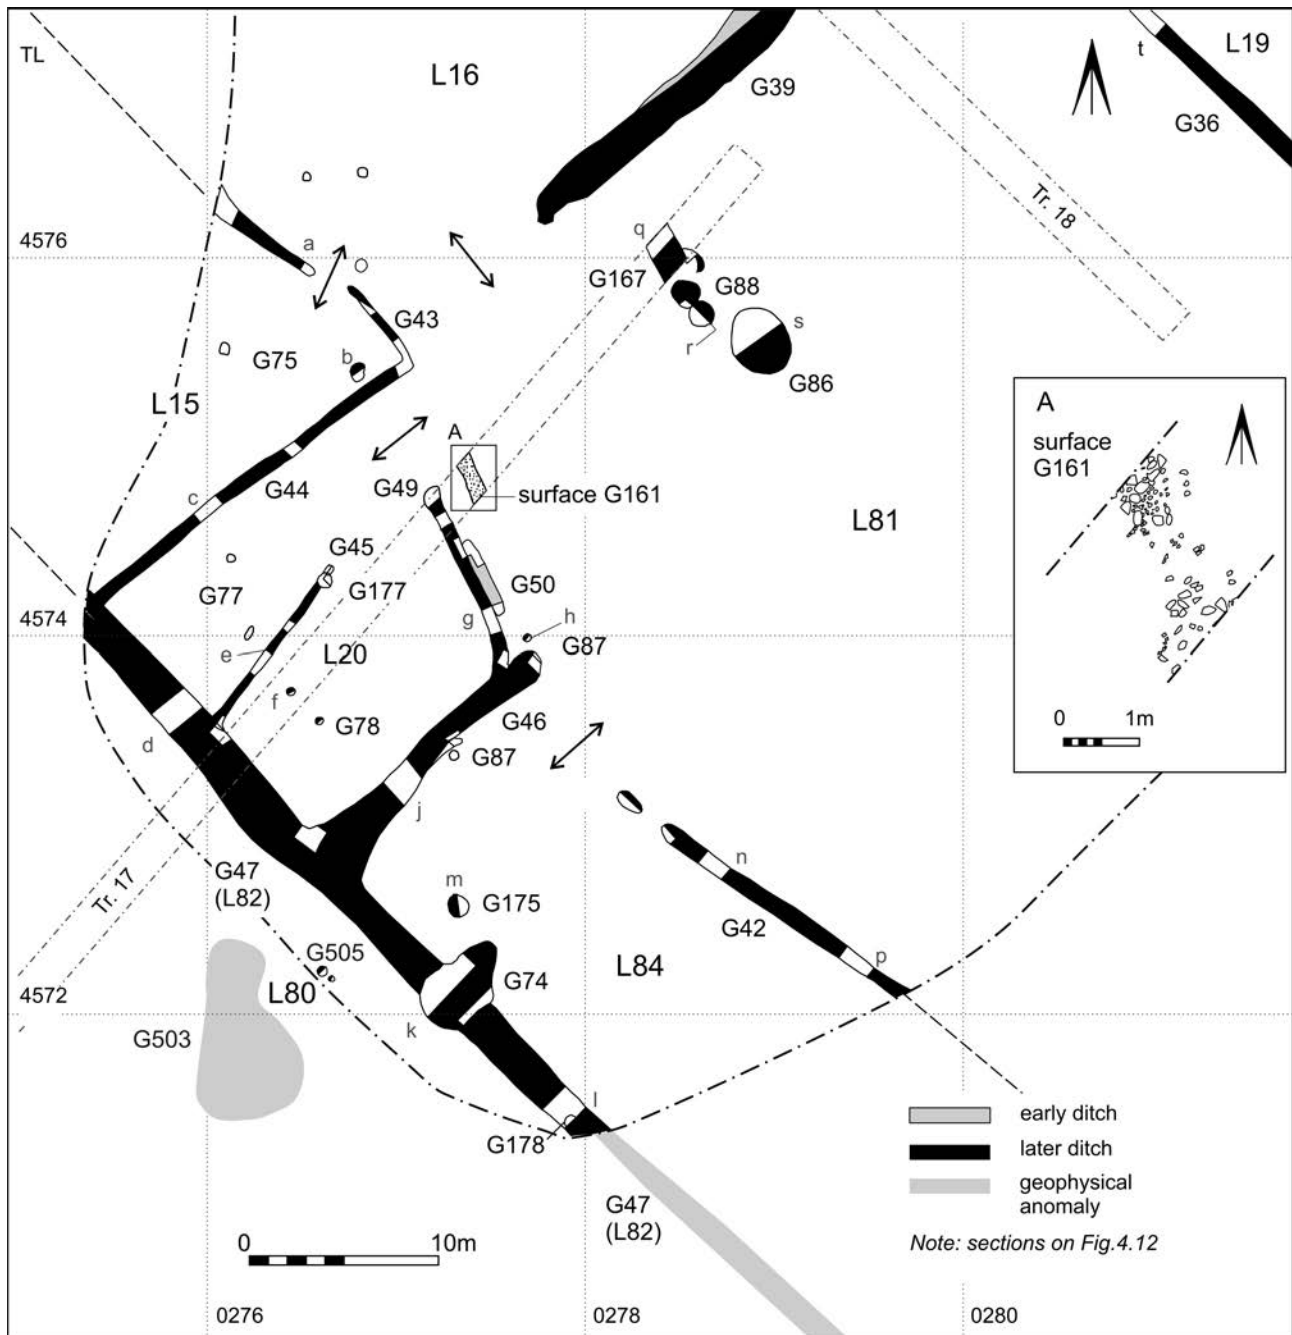 TL
L16
G39
t
L19
G36
4576
a
q
Tr. 18
G167
G88
G43
b
G75
r
s
G86
L15
A
A
surface
G161
c
G44
G49
surface G161
L81
G45
G177
G50
G77
g
h
4574
G87
e
L20
0
1m
f
G78
G46
d
G87
j
G47
(L82)
n
Tr. 17
m
G175
G42
p
G505
L84
L80
G74
4572
k
G503
l
early ditch
G178
later ditch
geophysical
anomaly
G47
(L82)
0
10m
Note: sections on Fig.4.12
0276
0278
0280